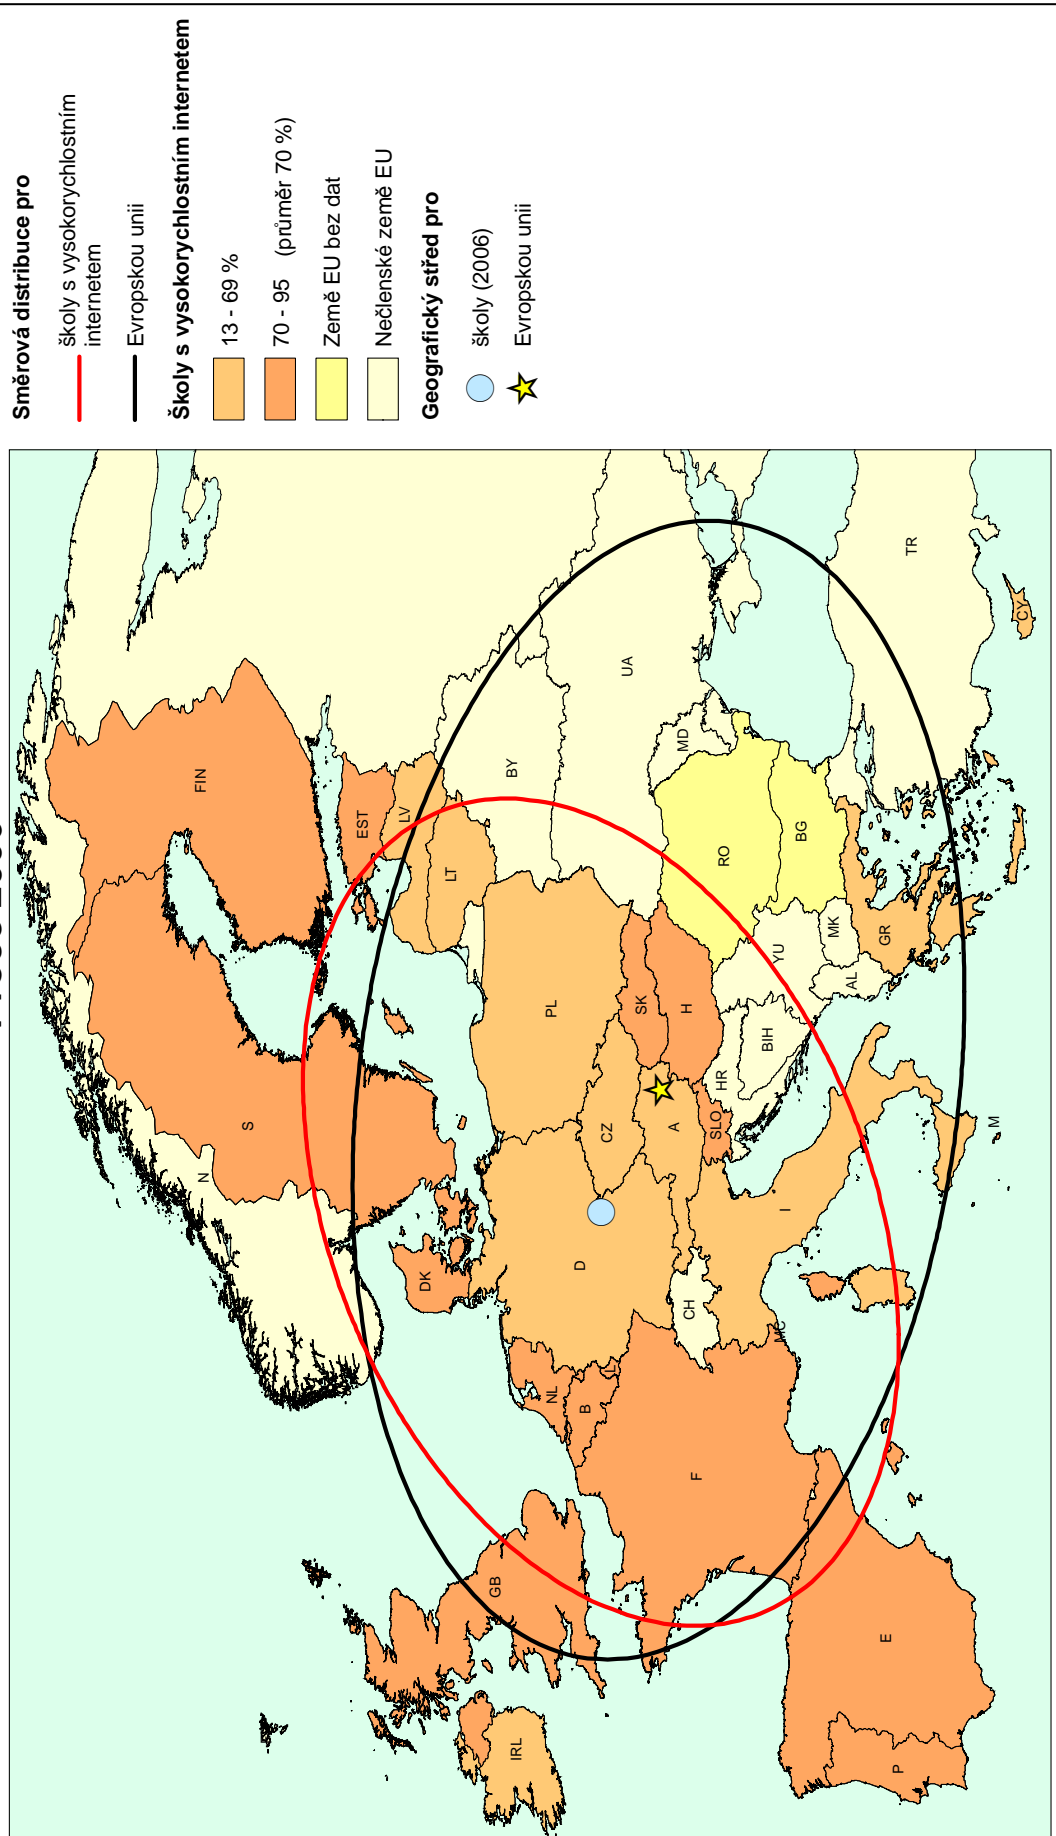 Směrová distribuce pro
školy s vysokorychlostním
internetem
Evropskou unii
Školy s vysokorychlostním internetem
13 - 69 %
70 - 95 (průměr 70 %)
Země EU bez dat
Nečlenské země EU
Geografický střed pro
školy (2006)
Evropskou unii
FIN
S
N
EST
LV
LT
DK
BY
UA
MD
PL
SK
H
RO
BG
TR
CY
CZ
A
SLO
HR
BIH
YU
MK
AL
GR
D
CH
I
M
NL
B
L
F
MC
GB
IRL
E
P